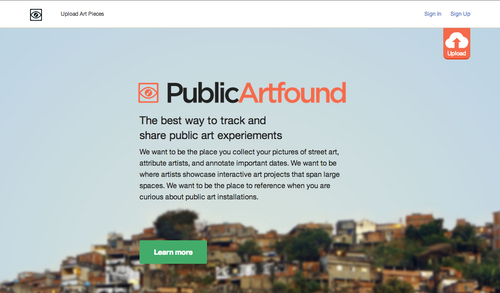 Upload Art Pieces
Sign In
Sign Up
Upload
PublicArtfound
The best way to track and
share public art experiements
We want to be the place you collect your pictures of street art,
attribute artists, and annotate important dates. We want to be
where artists showcase interactive art projects that span large
spaces. We want to be the place to reference when you are
curious about public art installations.
Learn more